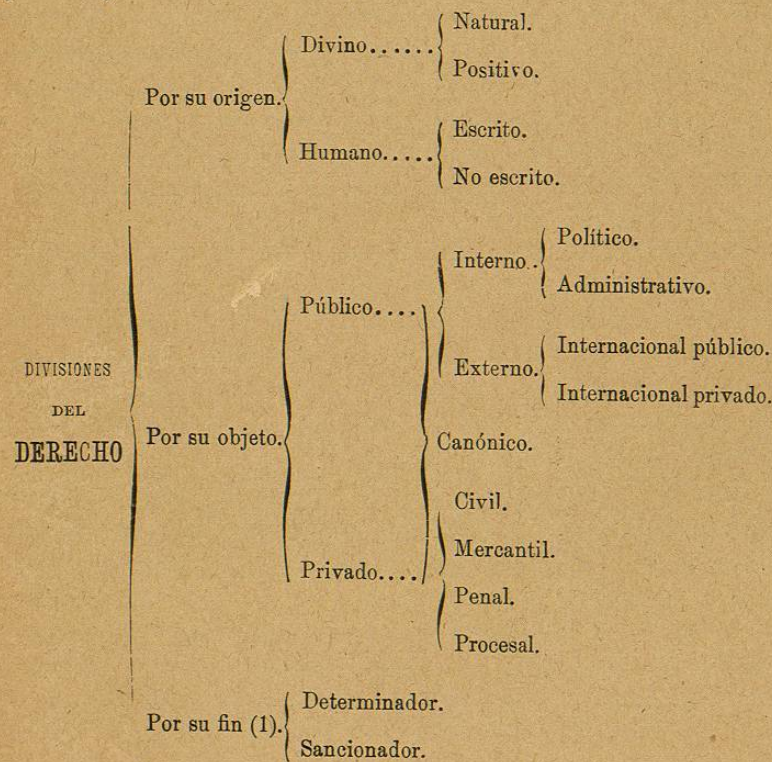 Natural.
Divino......
Positivo.
Por su origen.
Escrito.
Humano.....
No escrito.
Político.
Interno..
Administrativo.
Público....
Internacional público.
Externo.
Internacional privado.
DIVISIONES
DEL
DERECHO
Por su objeto.
Canónico.
Civil.
Mercantil.
Privado....
Penal.
Procesal.
Determinador.
Por su fin (1).
Sancionador.